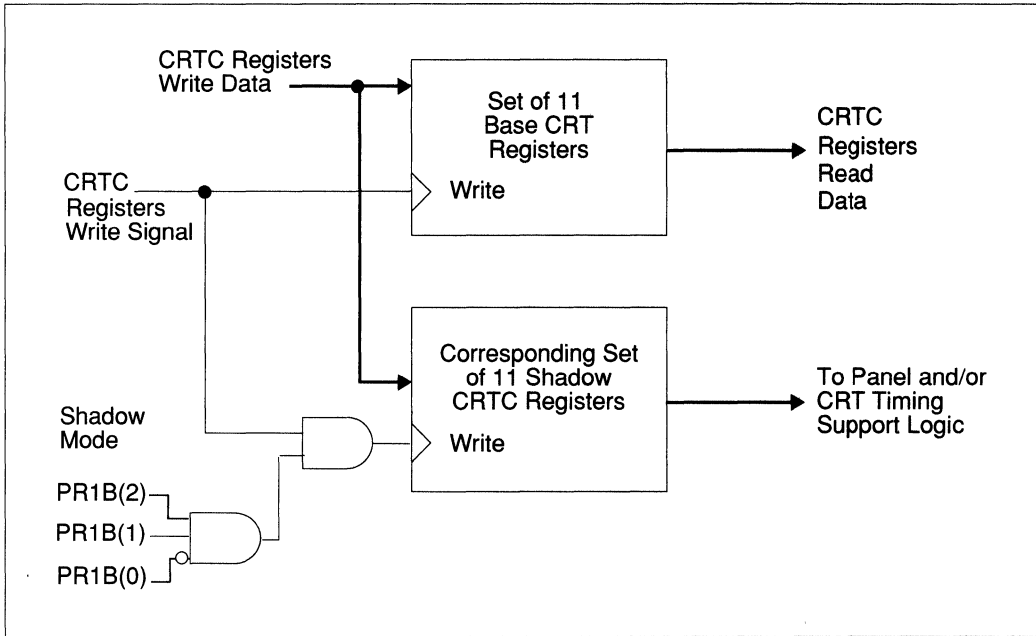 CRTC Registers
Write Data
Set of 11
Base CRT
Registers
CRTC
Registers
Read
Data
CRTC
Registers
Write Signal
Write
Corresponding Set
of 11 Shadow
CRTC Registers
To Panel and/or
CRT Timing
Support Logic
Shadow
Mode
Write
PR1B(2)
PR1B(1)
PR1B(0)